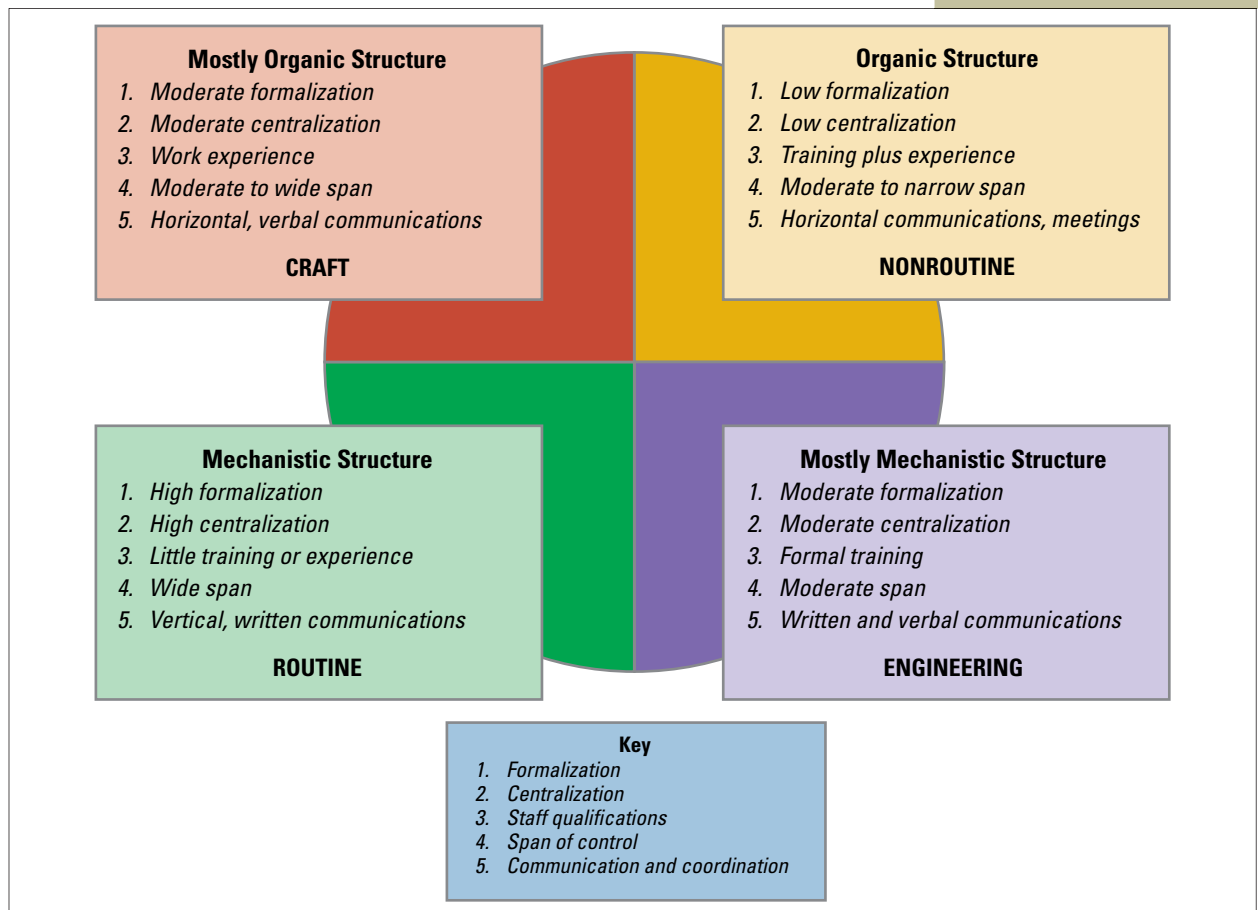 Mostly Organic Structure
1. Moderate formalization
2. Moderate centralization
3. Work experience
4. Moderate to wide span
5. Horizontal, verbal communications
CRAFT
Organic Structure
1. Low formalization
2. Low centralization
3. Training plus experience
4. Moderate to narrow span
5. Horizontal communications, meetings
NONROUTINE
Mechanistic Structure
1. High formalization
2. High centralization
3. Little training or experience
4. Wide span
5. Vertical, written communications
ROUTINE
Mostly Mechanistic Structure
1. Moderate formalization
2. Moderate centralization
3. Formal training
4. Moderate span
5. Written and verbal communications
ENGINEERING
Key
1. Formalization
2. Centralization
3. Staff qualifications
4. Span of control
5. Communication and coordination